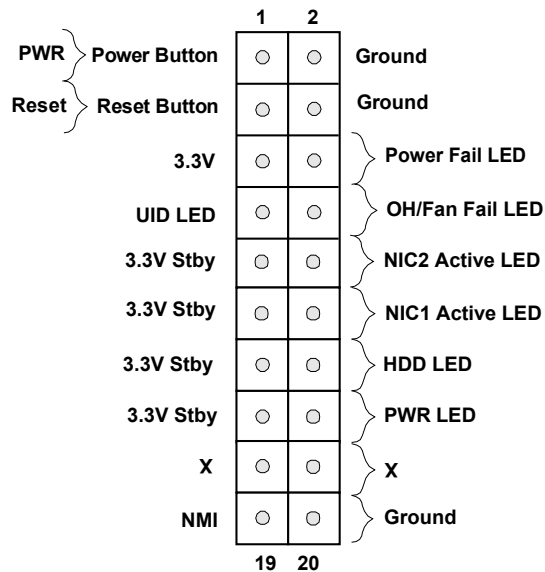 1 2
PWR Power Button Ground
Reset Reset Button Ground
3.3V Power Fail LED
UID LED OH/Fan Fail LED
3.3V Stby NIC2 Active LED
3.3V Stby NIC1 Active LED
3.3V Stby HDD LED
3.3V Stby PWR LED
X X
NMI Ground
19 20